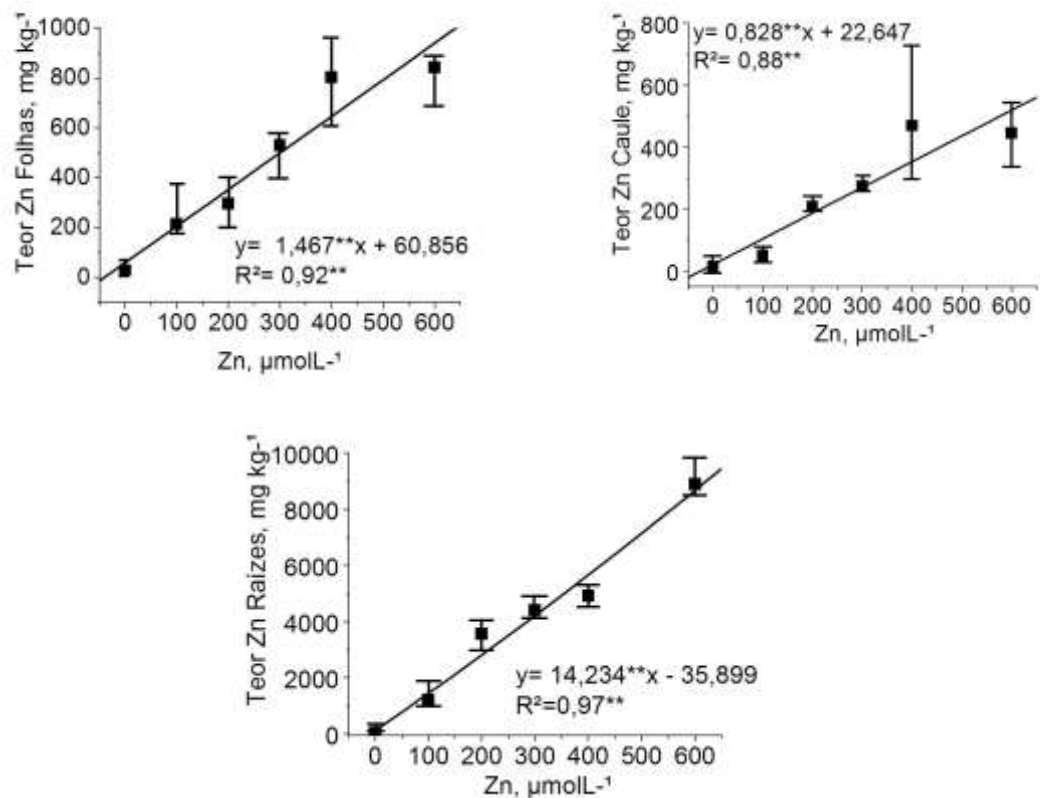 Teor Zn Folhas, mg kg-¹
1000
800
600
400
200
0
y= 1,467**x + 60,856
R²= 0,92**
0 100 200 300 400 500 600
Zn, µmolL-¹
Teor Zn Caule, mg kg-¹
800
600
400
200
0
y= 0,828**x + 22,647
R²= 0,88**
0 100 200 300 400 500 600
Zn, µmolL-¹
Teor Zn Raizes, mg kg-¹
10000
8000
6000
4000
2000
0
y= 14,234**x - 35,899
R²=0,97**
0 100 200 300 400 500 600
Zn, µmolL-¹